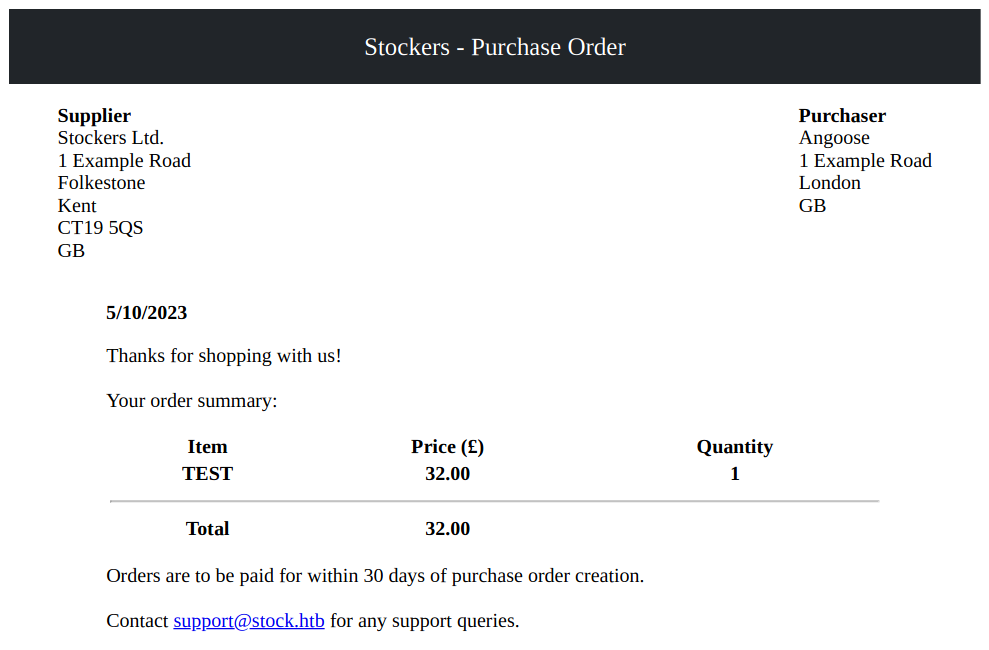 Stockers - Purchase Order
Supplier
Stockers Ltd.
1 Example Road
Folkestone
Kent
CT19 5QS
GB
Purchaser
Angoose
1 Example Road
London
GB
5/10/2023
Thanks for shopping with us!
Your order summary:
Item Price (£) Quantity
TEST 32.00 1
Total 32.00
Orders are to be paid for within 30 days of purchase order creation.
Contact support@stock.htb for any support queries.